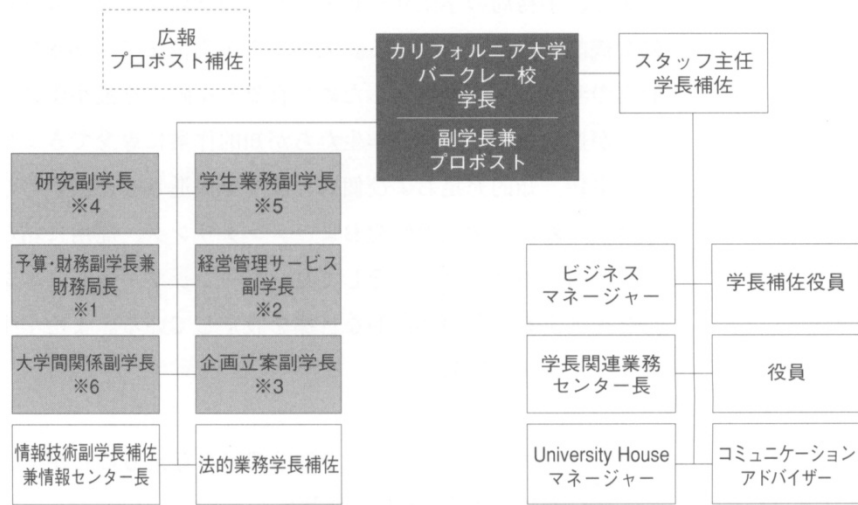 広報
プロボスト補佐
カリフォルニア大学
バークレー校
学長
副学長兼
プロボスト
スタッフ主任
学長補佐
研究副学長
※4
学生業務副学長
※5
予算・財務副学長兼
財務局長
※1
経営管理サービス
副学長
※2
大学間関係副学長
※6
企画立案副学長
※3
情報技術副学長補佐
兼情報センター長
法的業務学長補佐
ビジネス
マネージャー
学長補佐役員
学長関連業務
センター長
役員
University House
マネージャー
コミュニケーション
アドバイザー